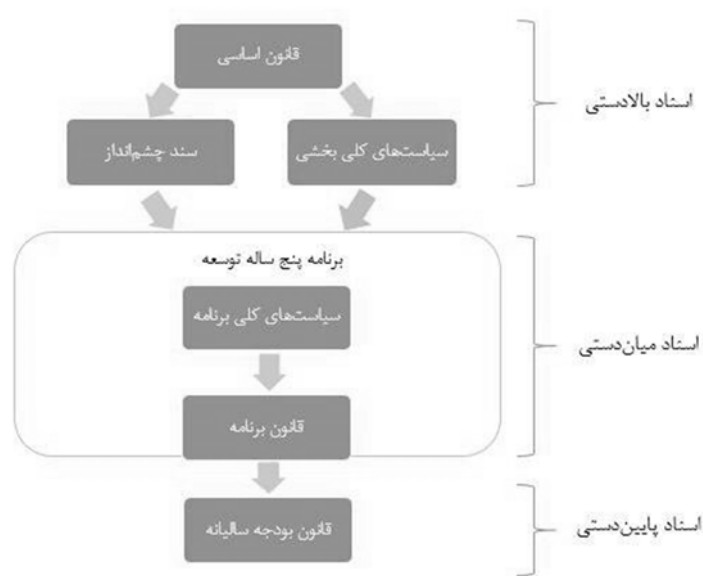 قانون اساسی
اسناد بالادستی
سیاست‌های کلی بخشی
سند چشم‌انداز
برنامه پنج ساله توسعه
سیاست‌های کلی برنامه
اسناد میان‌دستی
قانون برنامه
قانون بودجه سالیانه
اسناد پایین‌دستی